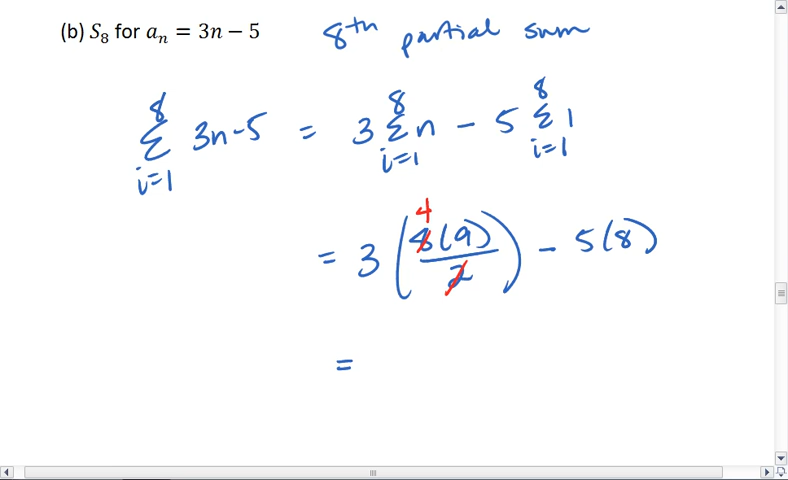 (b) S₈ for aₙ = 3n − 5 8ᵗʰ partial sum
8 8 8
∑ 3n-5 = 3 ∑ n − 5 ∑ 1
i=1 i=1 i=1
4
= 3 ( 8(9) / 2 ) − 5(8)
=